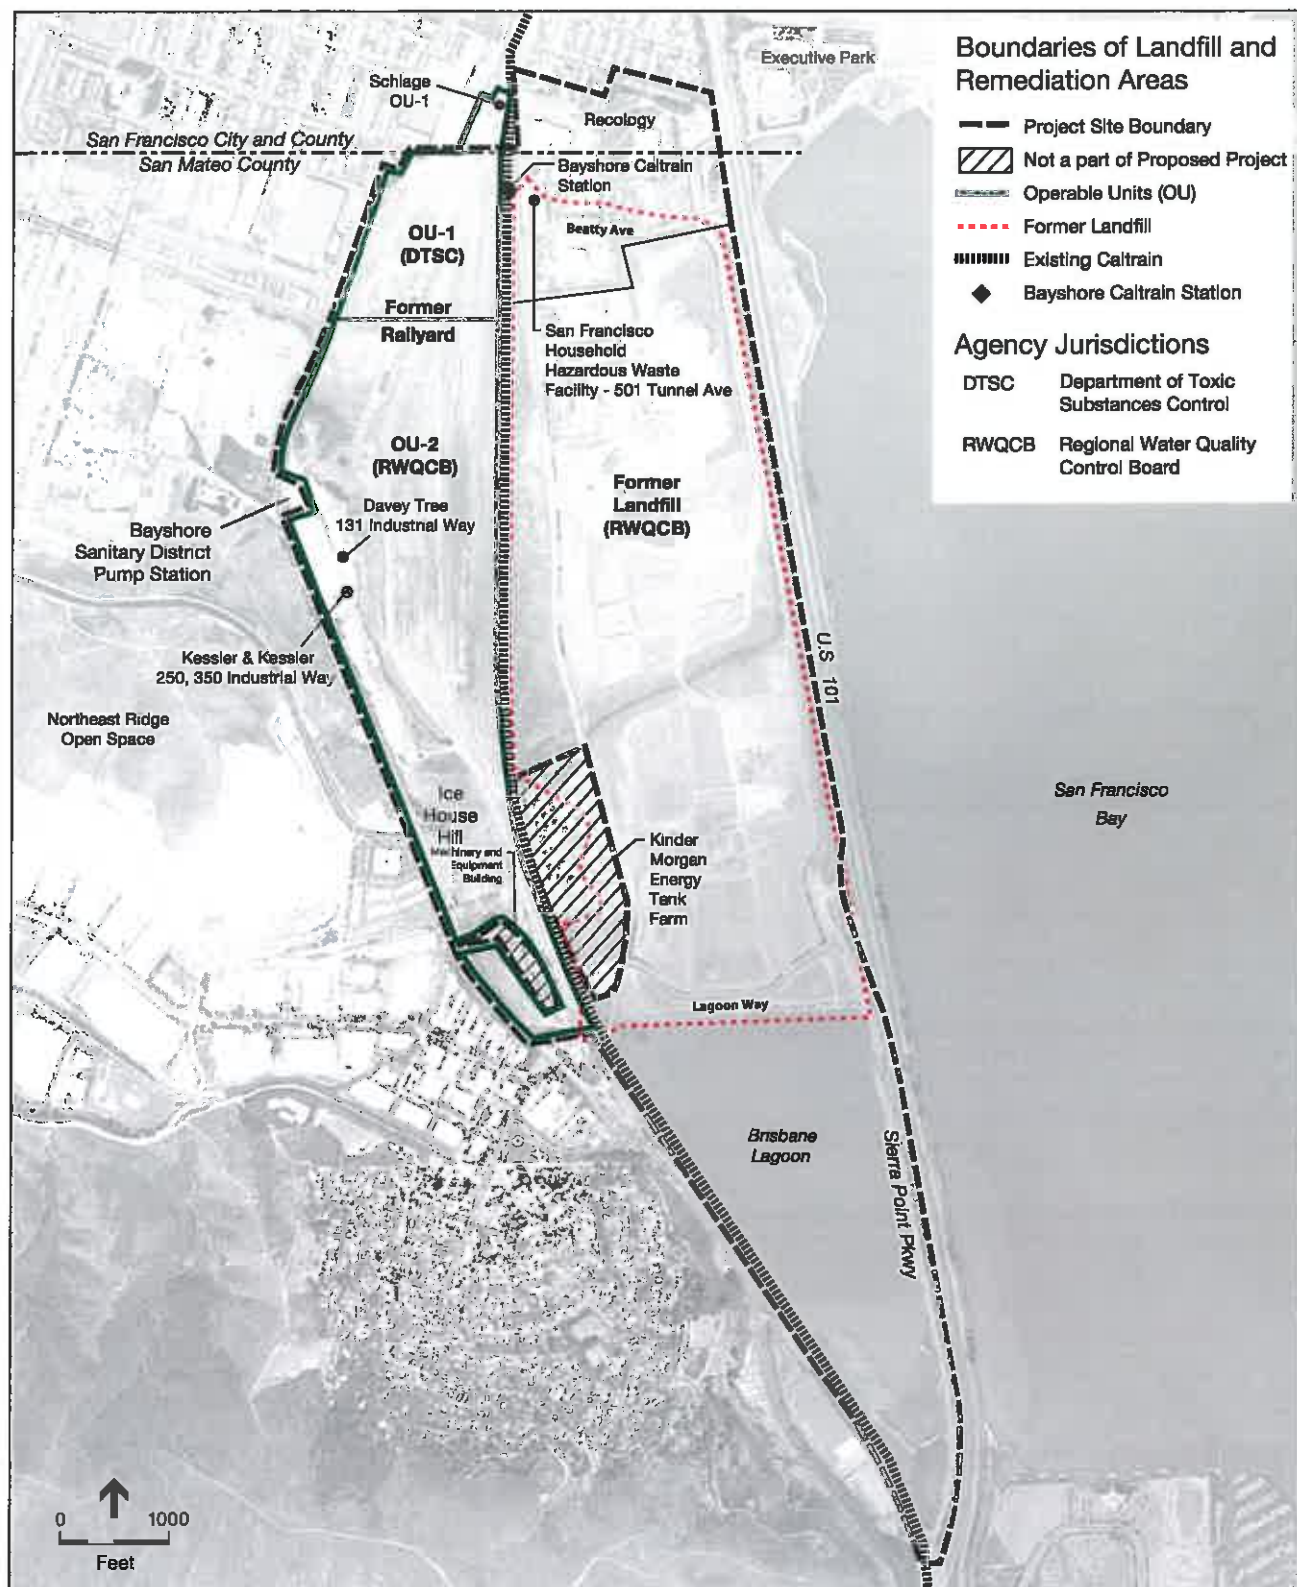 Executive Park
Boundaries of Landfill and
Remediation Areas
Project Site Boundary
Not a part of Proposed Project
Operable Units (OU)
Former Landfill
Existing Caltrain
Bayshore Caltrain Station
Agency Jurisdictions
DTSC Department of Toxic
Substances Control
RWQCB Regional Water Quality
Control Board
Schlage
OU-1
Recology
San Francisco City and County
San Mateo County
Bayshore Caltrain
Station
Beatty Ave
OU-1
(DTSC)
Former
Railyard
San Francisco
Household
Hazardous Waste
Facility - 501 Tunnel Ave
OU-2
(RWQCB)
Former
Landfill
(RWQCB)
Davey Tree
131 Industrial Way
Bayshore
Sanitary District
Pump Station
Kessler & Kessler
250, 350 Industrial Way
U.S 101
Northeast Ridge
Open Space
San Francisco
Bay
Ice
House
Hill
Machinery and
Equipment
Building
Kinder
Morgan
Energy
Tank
Farm
Lagoon Way
Brisbane
Lagoon
Sierra Point Pkwy
0 1000
Feet